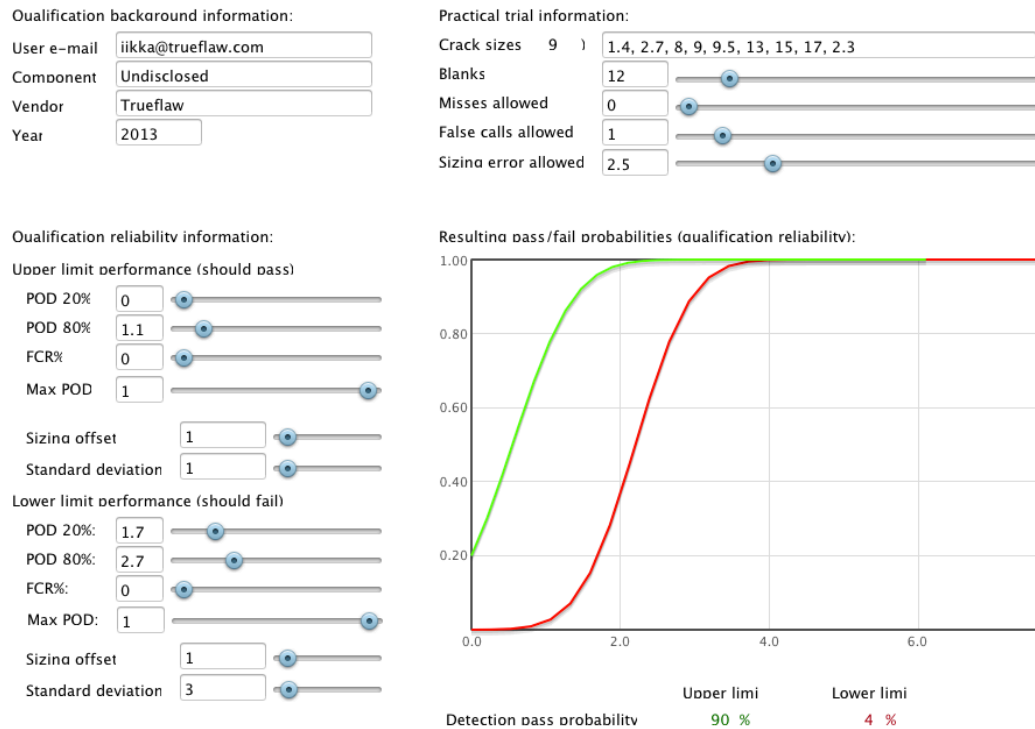 Qualification background information:
User e-mail iikka@trueflaw.com
Component Undisclosed
Vendor Trueflaw
Year 2013
Practical trial information:
Crack sizes 9 ) 1.4, 2.7, 8, 9, 9.5, 13, 15, 17, 2.3
Blanks 12
Misses allowed 0
False calls allowed 1
Sizing error allowed 2.5
Qualification reliability information:
Upper limit performance (should pass)
POD 20% 0
POD 80% 1.1
FCR% 0
Max POD 1
Sizing offset 1
Standard deviation 1
Lower limit performance (should fail)
POD 20%: 1.7
POD 80%: 2.7
FCR%: 0
Max POD: 1
Sizing offset 1
Standard deviation 3
Resulting pass/fail probabilities (qualification reliability):
1.00
0.80
0.60
0.40
0.20
0.0 2.0 4.0 6.0
Upper limi Lower limi
Detection pass probability 90 % 4 %